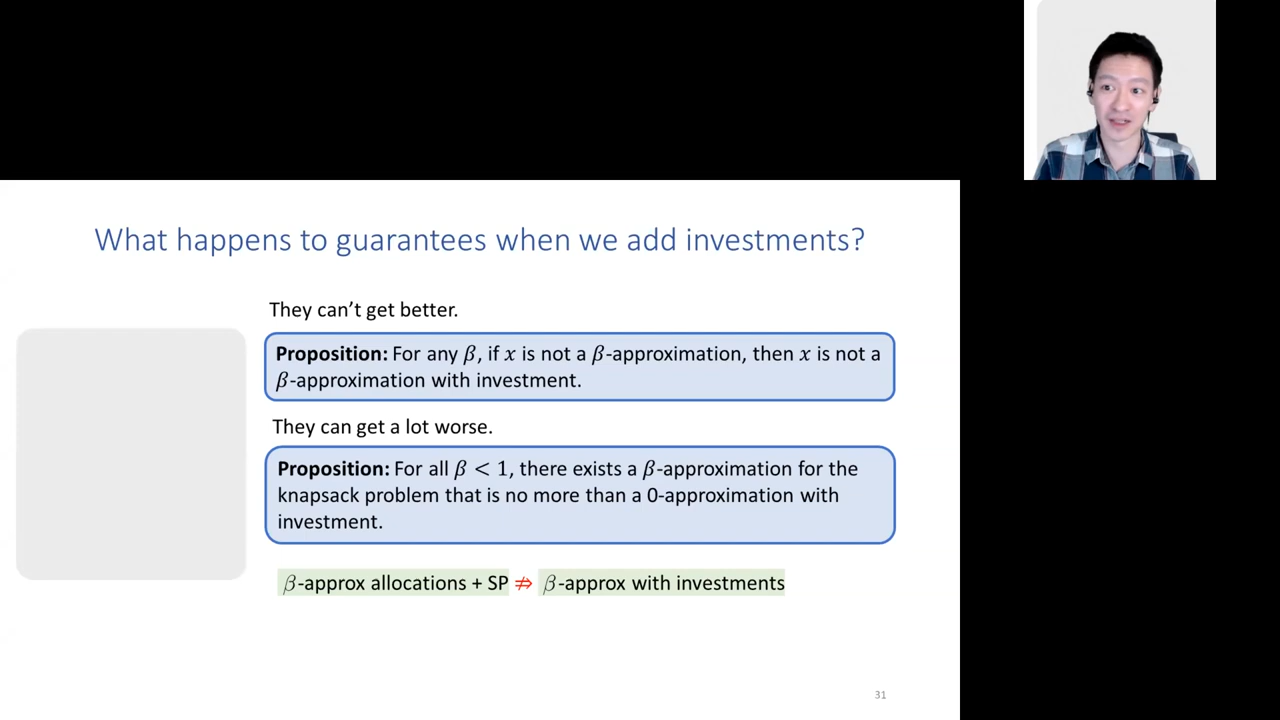 What happens to guarantees when we add investments?
They can’t get better.
Proposition: For any β, if x is not a β-approximation, then x is not a
β-approximation with investment.
They can get a lot worse.
Proposition: For all β < 1, there exists a β-approximation for the
knapsack problem that is no more than a 0-approximation with
investment.
β-approx allocations + SP ⇏ β-approx with investments
31